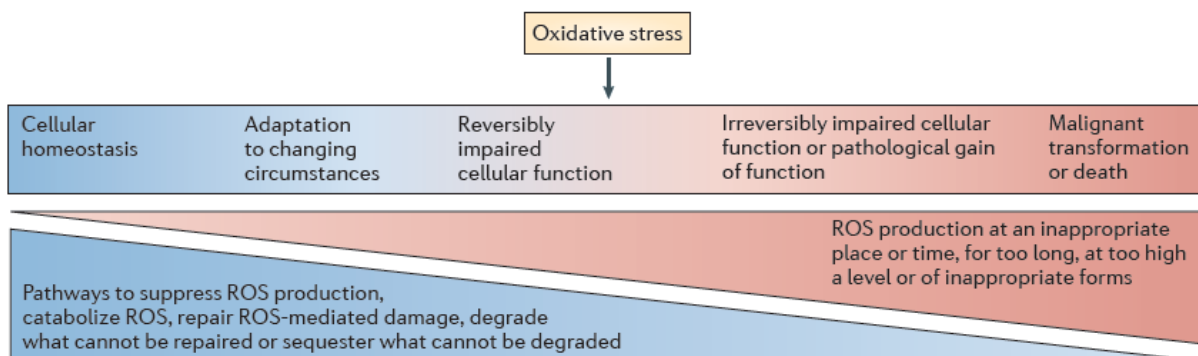 Oxidative stress
Cellular
homeostasis
Adaptation
to changing
circumstances
Reversibly
impaired
cellular function
Irreversibly impaired cellular
function or pathological gain
of function
Malignant
transformation
or death
ROS production at an inappropriate
place or time, for too long, at too high
a level or of inappropriate forms
Pathways to suppress ROS production,
catabolize ROS, repair ROS-mediated damage, degrade
what cannot be repaired or sequester what cannot be degraded